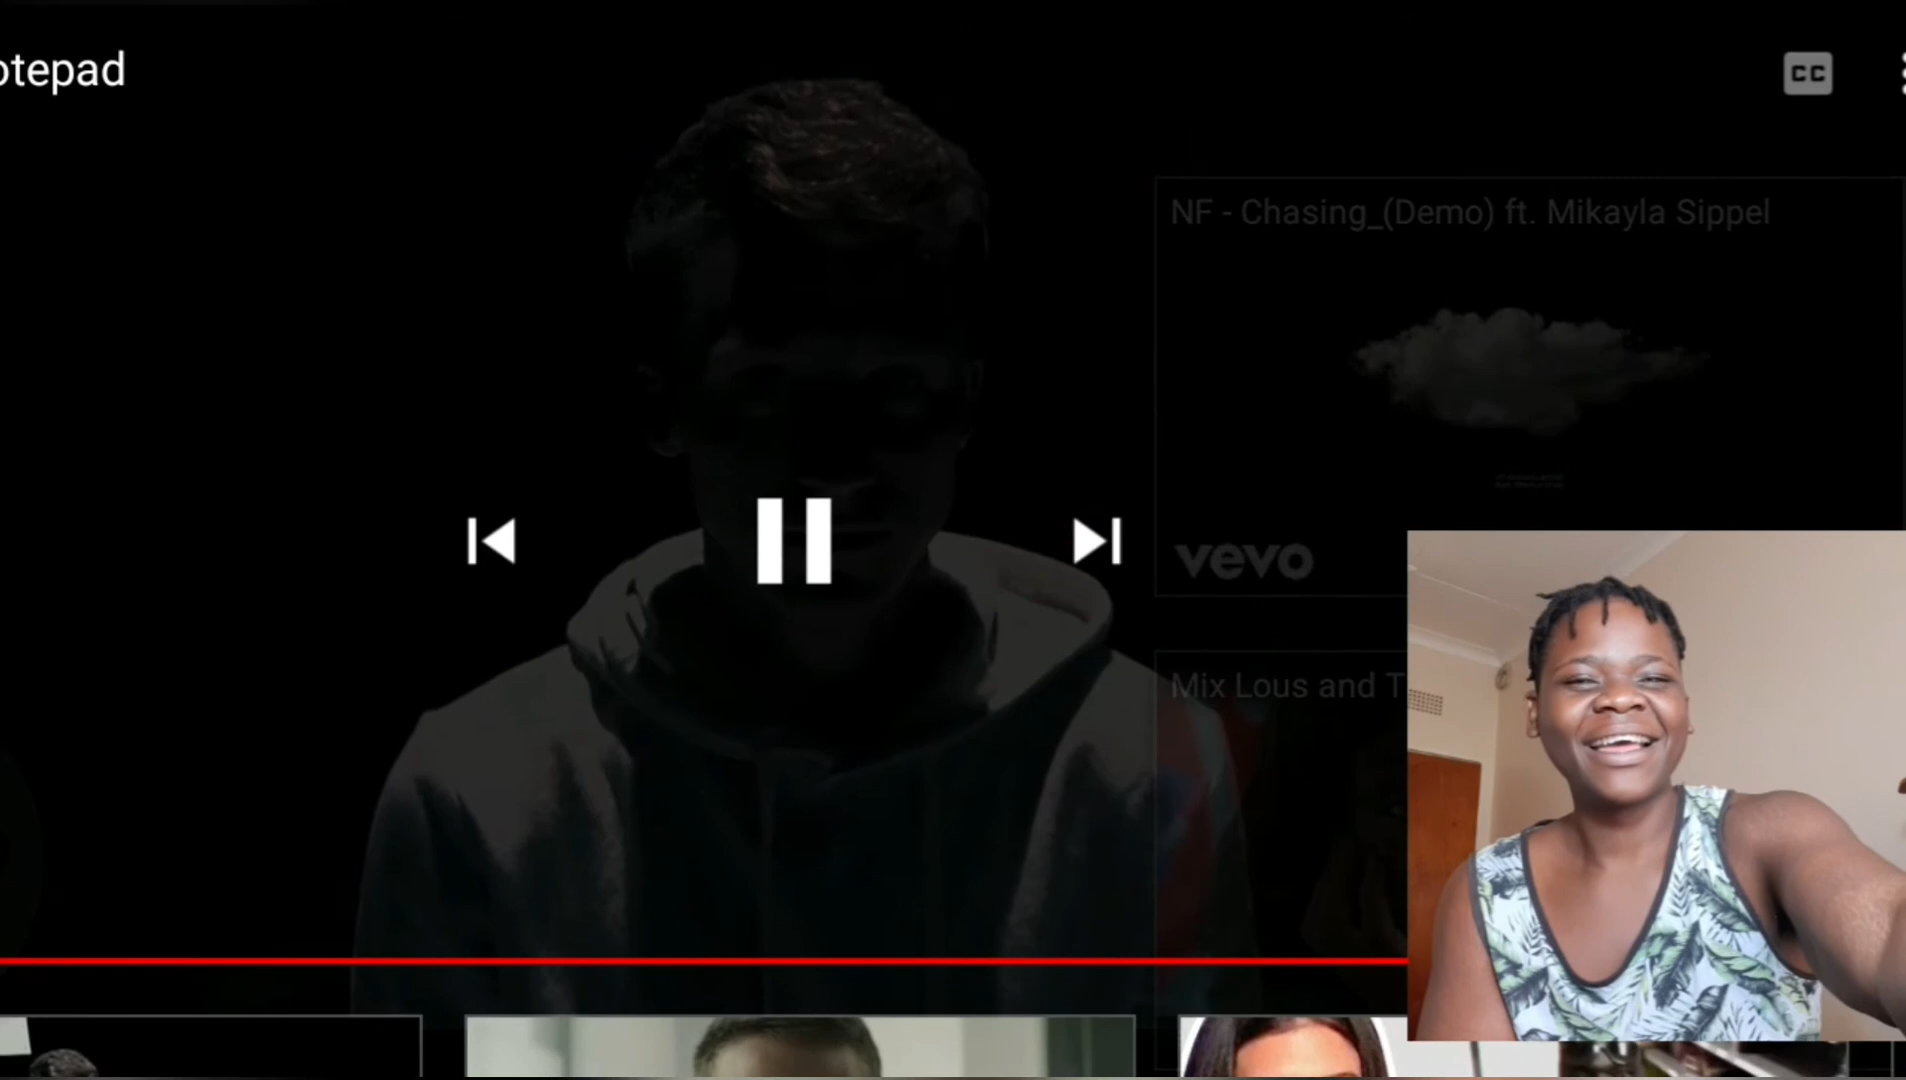 otepad
CC
NF - Chasing_(Demo) ft. Mikayla Sippel
vevo
Mix Lous and T